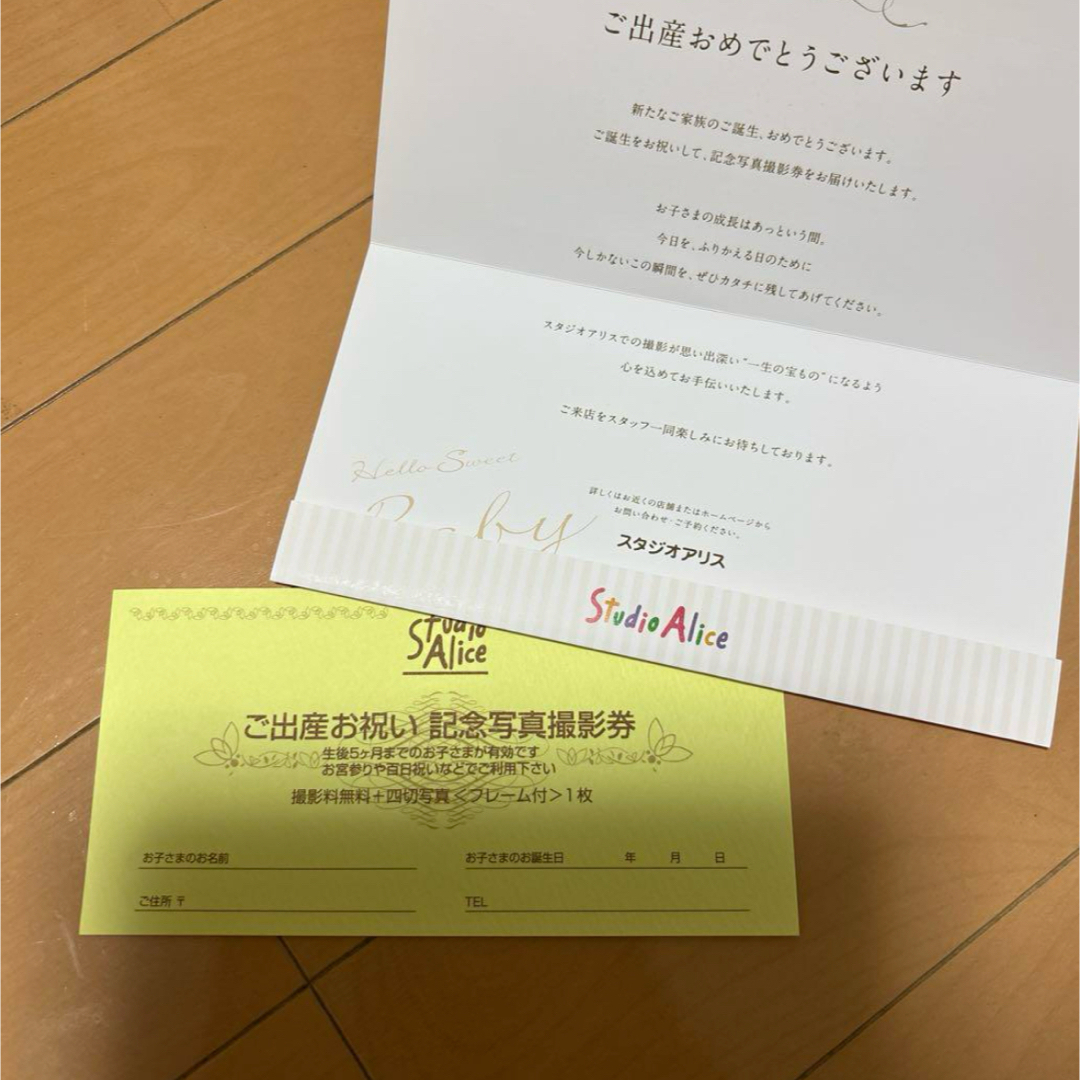 ご出産おめでとうございます
新たなご家族のご誕生、おめでとうございます。
ご誕生をお祝いして、記念写真撮影券をお届けいたします。
お子さまの成長はあっという間。
今日を、ふりかえる日のために
今しかないこの瞬間を、ぜひカタチに残してあげてください。
スタジオアリスでの撮影が思い出深い“一生の宝もの”になるよう
心を込めてお手伝いいたします。
ご来店をスタッフ一同楽しみにお待ちしております。
Hello Sweet
Baby
詳しくはお近くの店舗またはホームページから
お問い合わせ・ご予約ください。
スタジオアリス
Studio Alice
Studio
Alice
ご出産お祝い 記念写真撮影券
生後5ヶ月までのお子さまが有効です
お宮参りや百日祝いなどでご利用下さい
撮影料無料+四切写真<フレーム付>1枚
お子さまのお名前
お子さまのお誕生日 年 月 日
ご住所 〒
TEL